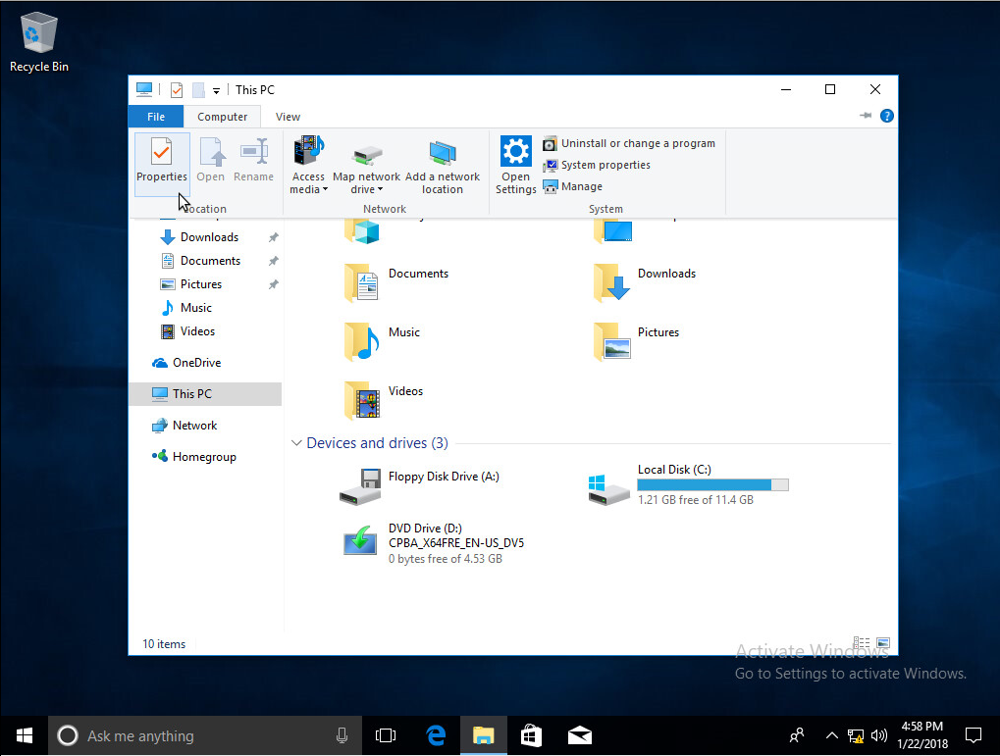 Recycle Bin
This PC
File
Computer
View
Properties
Open
Rename
Access
media
Map network
drive
Add a network
location
Open
Settings
Uninstall or change a program
System properties
Manage
Location
Network
System
Downloads
Documents
Pictures
Music
Videos
OneDrive
This PC
Network
Homegroup
Documents
Downloads
Music
Pictures
Videos
Devices and drives (3)
Floppy Disk Drive (A:)
Local Disk (C:)
1.21 GB free of 11.4 GB
DVD Drive (D:)
CPBA_X64FRE_EN-US_DV5
0 bytes free of 4.53 GB
10 items
Activate Windows
Go to Settings to activate Windows.
Ask me anything
4:58 PM
1/22/2018